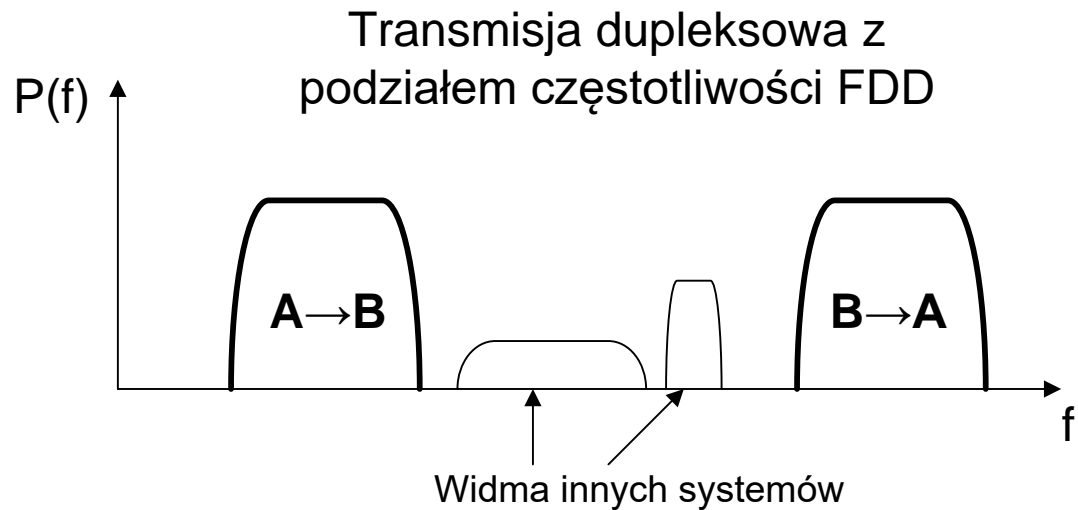 Transmisja dupleksowa z
podziałem częstotliwości FDD
P(f)
A→B
B→A
f
Widma innych systemów